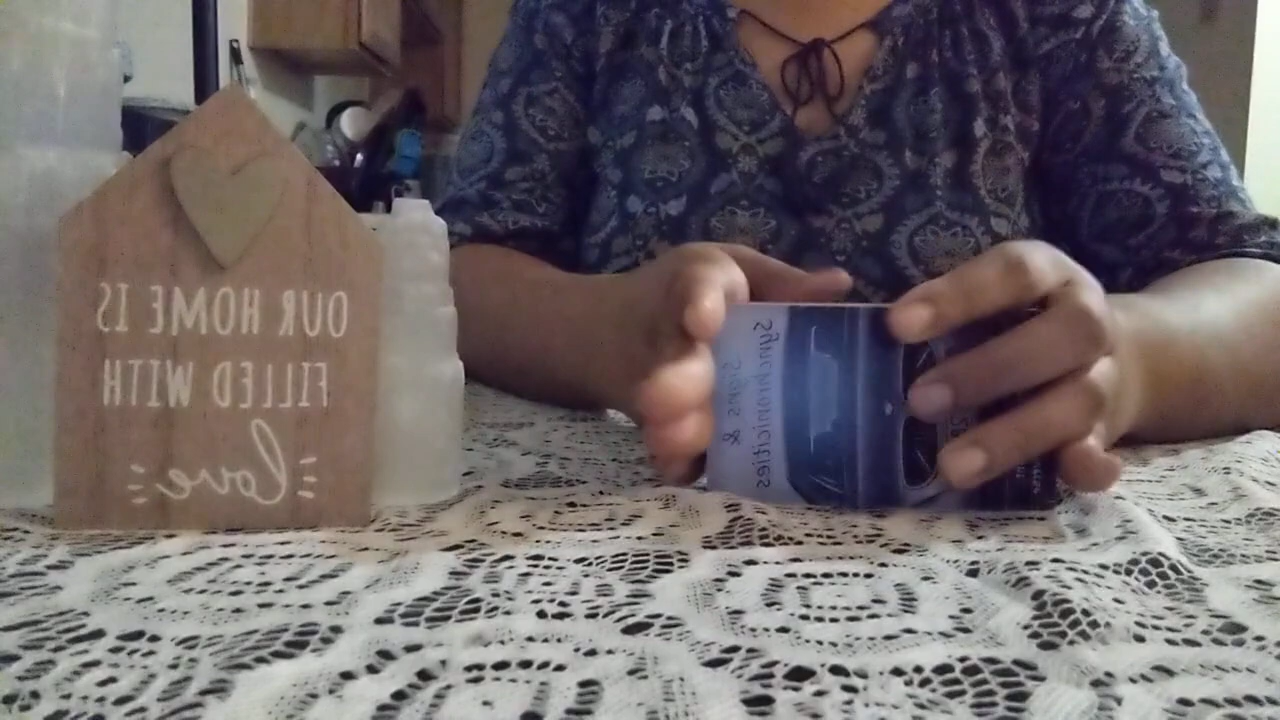 OUR HOME IS
FILLED WITH
love
Synchronicities
Signs &